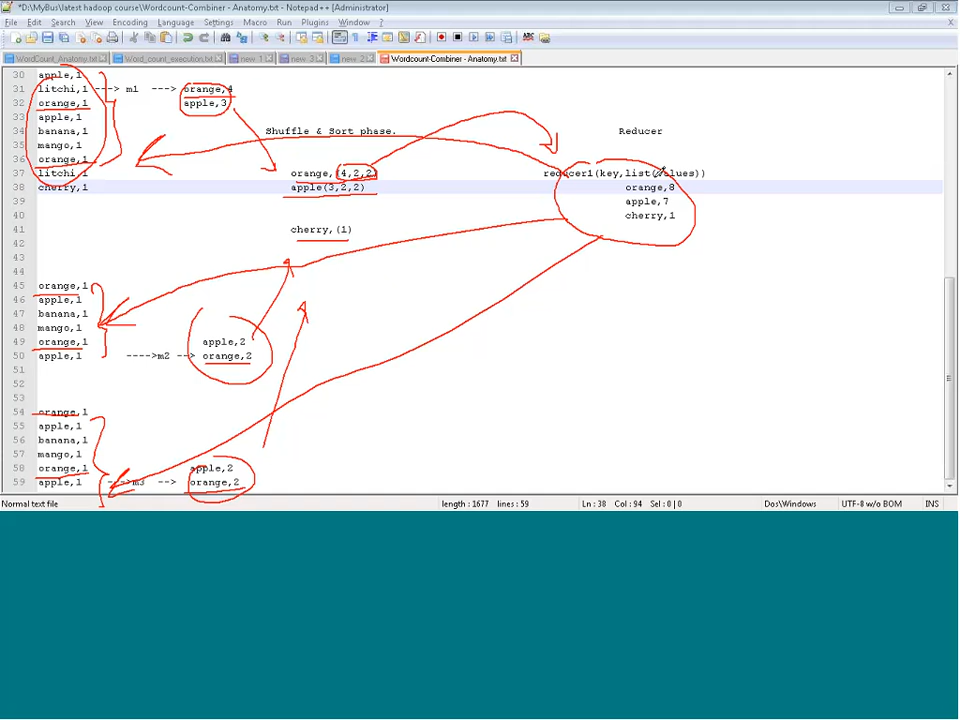 *D:\MyBus\latest hadoop course\Wordcount-Combiner - Anatomy.txt - Notepad++ [Administrator]
File Edit Search View Encoding Language Settings Macro Run Plugins Window ? X
WordCount_Anatomy.txt Word_count_execution.txt new 1 new 3 new 2 Wordcount-Combiner - Anatomy.txt
30 apple,1
31 litchi,1 ---> m1 ---> orange,4
32 orange,1 apple,3
33 apple,1
34 banana,1 Shuffle & Sort phase. Reducer
35 mango,1
36 orange,1
37 litchi,1 orange,(4,2,2) reducer1(key,list(values))
38 cherry,1 apple(3,2,2) orange,8
39 apple,7
40 cherry,1
41 cherry,(1)
42
43
44
45 orange,1
46 apple,1
47 banana,1
48 mango,1
49 orange,1 apple,2
50 apple,1 ---->m2 --> orange,2
51
52
53
54 orange,1
55 apple,1
56 banana,1
57 mango,1
58 orange,1 apple,2
59 apple,1 --->m3 --> orange,2
Normal text file length : 1677 lines : 59 Ln : 38 Col : 94 Sel : 0 | 0 Dos\Windows UTF-8 w/o BOM INS